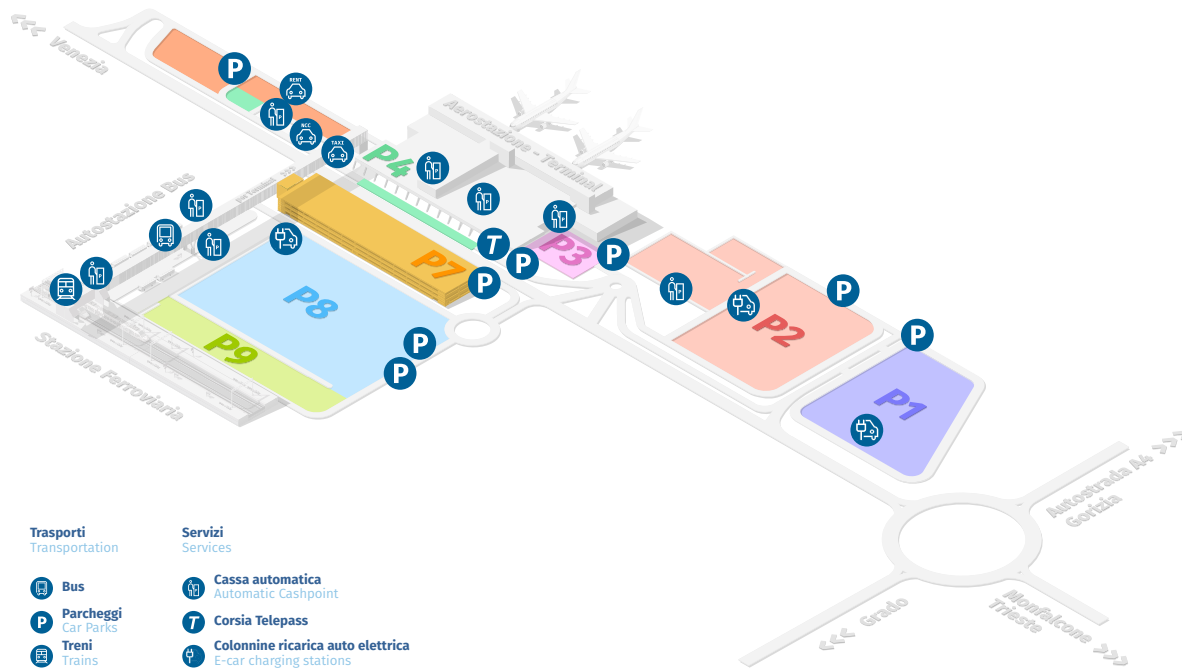 <<< Venezia
P
RENT
P
NCC
TAXI
Aerostazione - Terminal
P4
P
P
Autostazione Bus
P
P
T
P3
P
P
P7
P
P
P8
P
P2
P
P
P9
P
P
Stazione Ferroviaria
P1
Autostrada A4 >>>
Gorizia
<<< Grado
Monfalcone
Trieste >>>
Trasporti
Transportation
Bus
P
Parcheggi
Car Parks
Treni
Trains
Servizi
Services
P
Cassa automatica
Automatic Cashpoint
T
Corsia Telepass
Colonnine ricarica auto elettrica
E-car charging stations